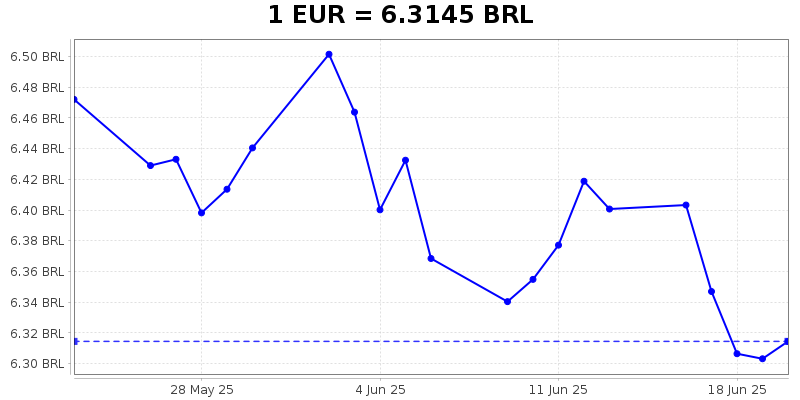 1 EUR = 6.3145 BRL
6.50 BRL
6.48 BRL
6.46 BRL
6.44 BRL
6.42 BRL
6.40 BRL
6.38 BRL
6.36 BRL
6.34 BRL
6.32 BRL
6.30 BRL
28 May 25
4 Jun 25
11 Jun 25
18 Jun 25